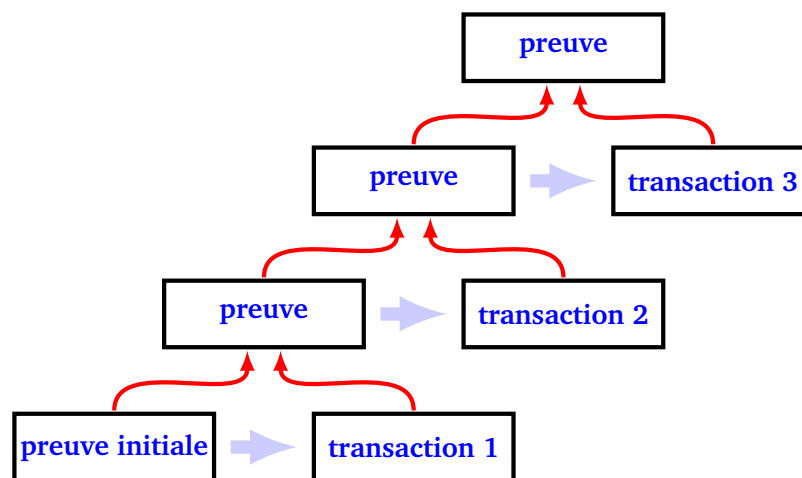 preuve
preuve
transaction 3
preuve
transaction 2
preuve initiale
transaction 1